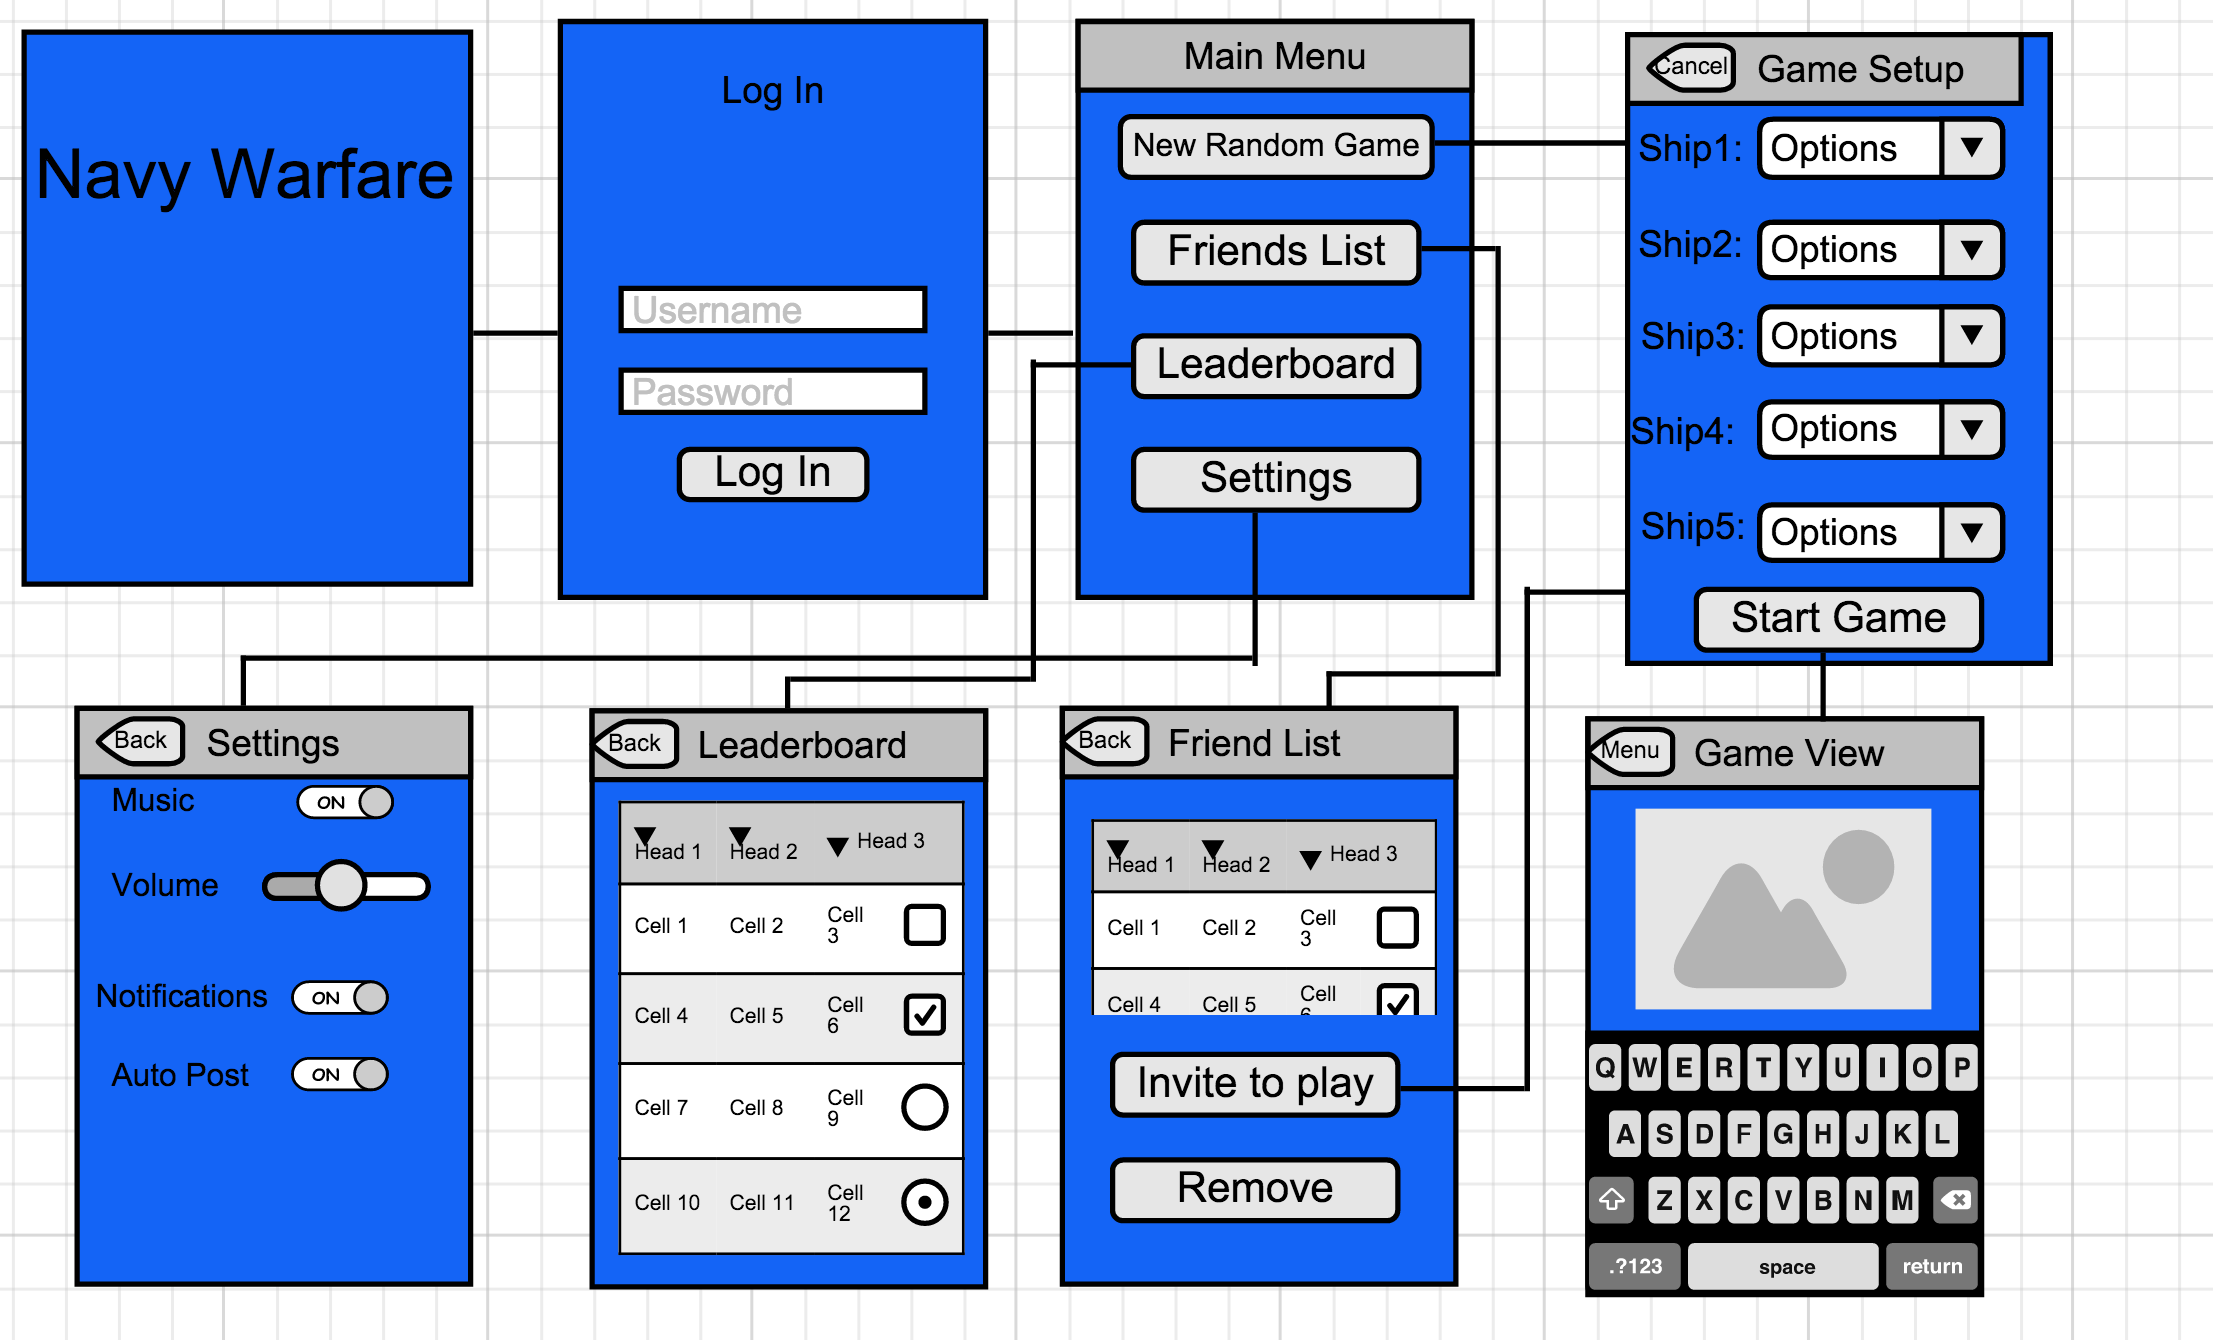 Navy Warfare
Log In
Username
Password
Log In
Main Menu
New Random Game
Friends List
Leaderboard
Settings
Cancel
Game Setup
Ship1: Options
Ship2: Options
Ship3: Options
Ship4: Options
Ship5: Options
Start Game
Back
Settings
Music ON
Volume
Notifications ON
Auto Post ON
Back
Leaderboard
Head 1 Head 2 Head 3
Cell 1 Cell 2 Cell
3
Cell 4 Cell 5 Cell
6
Cell 7 Cell 8 Cell
9
Cell 10 Cell 11 Cell
12
Back
Friend List
Head 1 Head 2 Head 3
Cell 1 Cell 2 Cell
3
Cell 4 Cell 5 Cell
6
Invite to play
Remove
Menu
Game View
Q W E R T Y U I O P
A S D F G H J K L
Z X C V B N M
.?123 space return